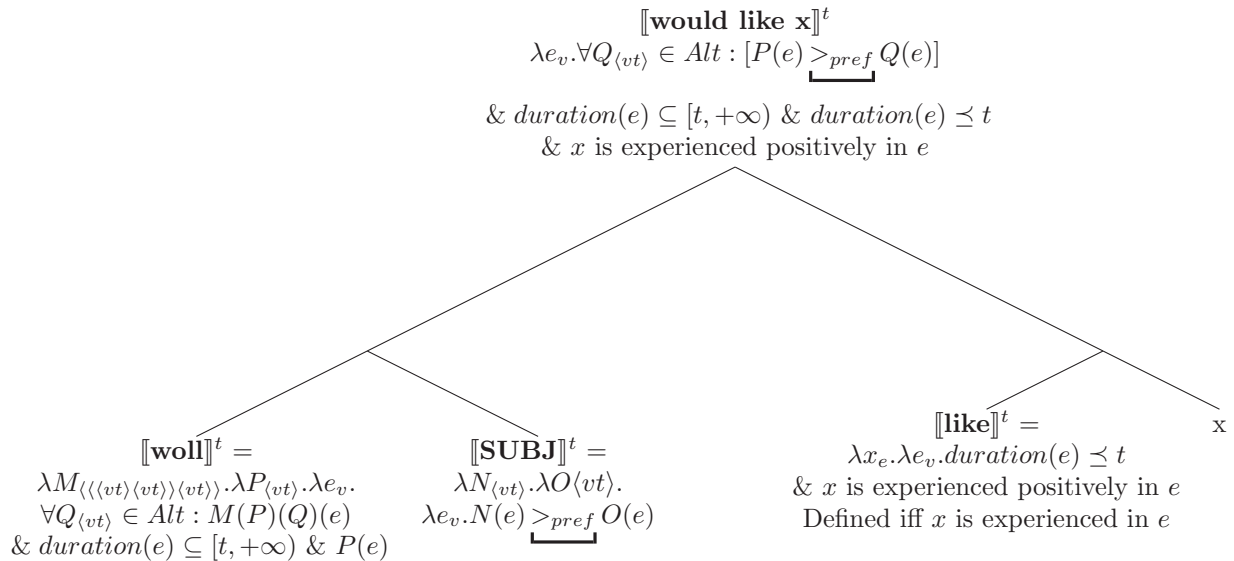 ⟦would like x⟧ᵗ
λe_v.∀Q_⟨vt⟩ ∈ Alt : [P(e) >_pref Q(e)]
& duration(e) ⊆ [t, +∞) & duration(e) ⪯ t
& x is experienced positively in e
⟦woll⟧ᵗ =
λM_⟨⟨⟨vt⟩⟨vt⟩⟩⟨vt⟩⟩.λP_⟨vt⟩.λe_v.
∀Q_⟨vt⟩ ∈ Alt : M(P)(Q)(e)
& duration(e) ⊆ [t, +∞) & P(e)
⟦SUBJ⟧ᵗ =
λN_⟨vt⟩.λO⟨vt⟩.
λe_v.N(e) >_pref O(e)
⟦like⟧ᵗ =
λx_e.λe_v.duration(e) ⪯ t
& x is experienced positively in e
Defined iff x is experienced in e
x